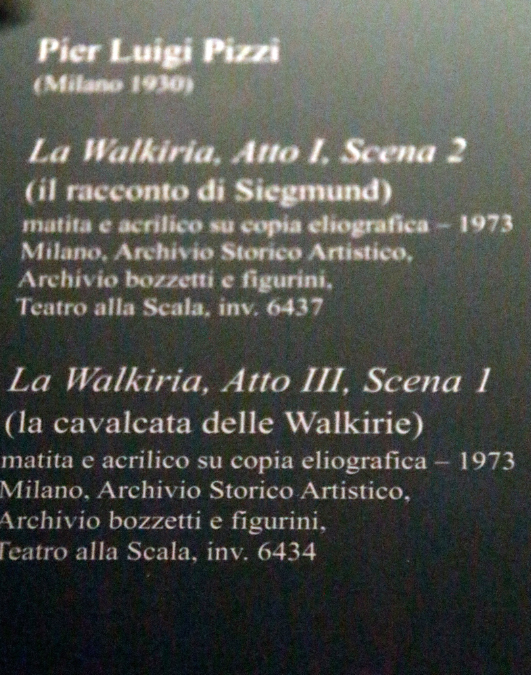 Pier Luigi Pizzi
(Milano 1930)
La Walkiria, Atto I, Scena 2
(il racconto di Siegmund)
matita e acrilico su copia eliografica – 1973
Milano, Archivio Storico Artistico,
Archivio bozzetti e figurini,
Teatro alla Scala, inv. 6437
La Walkiria, Atto III, Scena 1
(la cavalcata delle Walkirie)
matita e acrilico su copia eliografica – 1973
Milano, Archivio Storico Artistico,
Archivio bozzetti e figurini,
Teatro alla Scala, inv. 6434